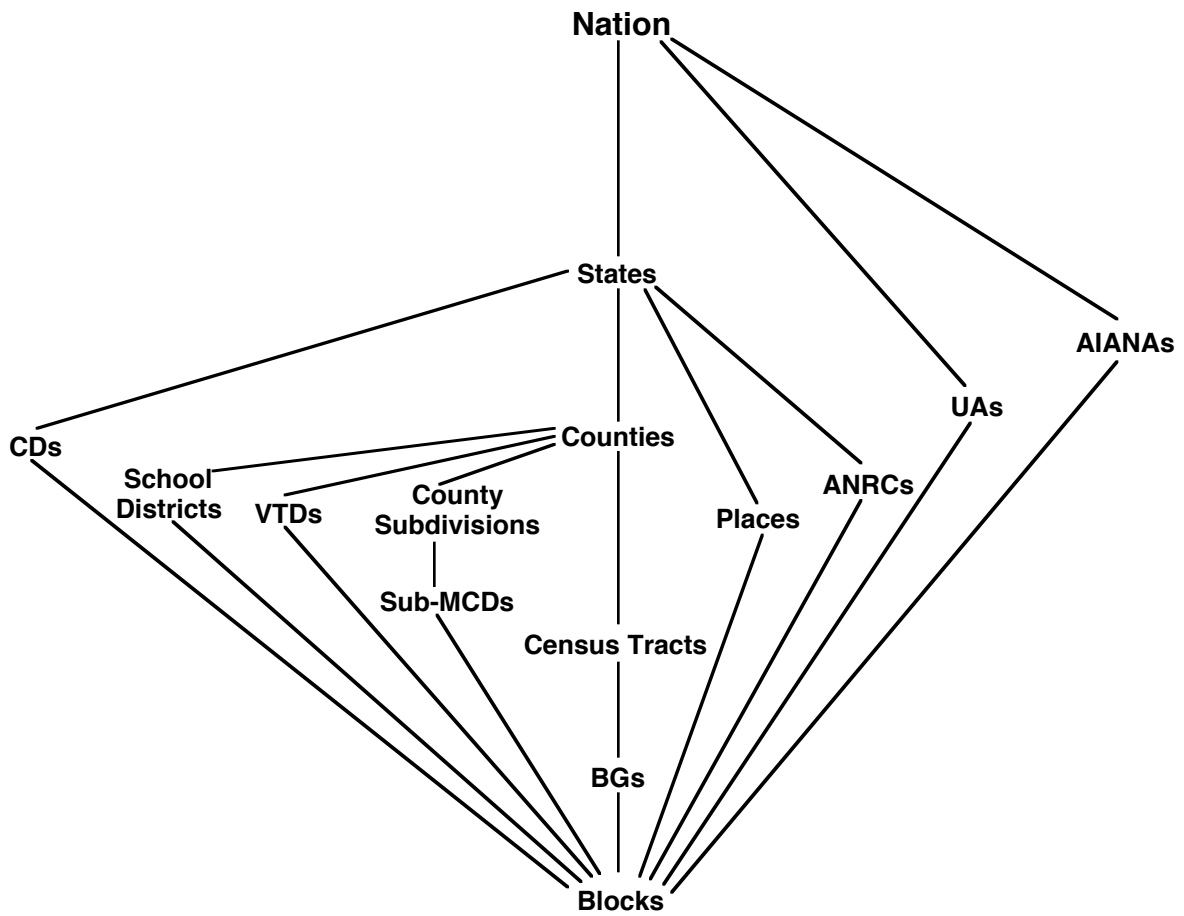 Nation
States
AIANAs
UAs
CDs
Counties
School
Districts
VTDs
County
Subdivisions
ANRCs
Places
Sub-MCDs
Census Tracts
BGs
Blocks